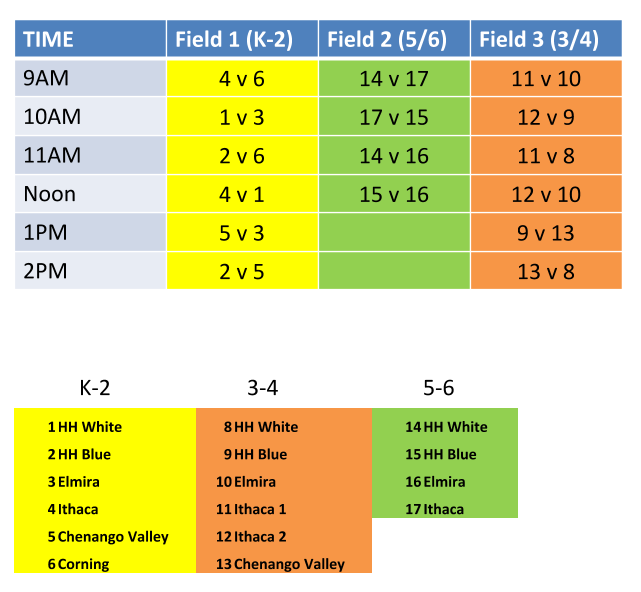 TIME Field 1 (K-2) Field 2 (5/6) Field 3 (3/4)
9AM 4 v 6 14 v 17 11 v 10
10AM 1 v 3 17 v 15 12 v 9
11AM 2 v 6 14 v 16 11 v 8
Noon 4 v 1 15 v 16 12 v 10
1PM 5 v 3 9 v 13
2PM 2 v 5 13 v 8
K-2 3-4 5-6
1 HH White 8 HH White 14 HH White
2 HH Blue 9 HH Blue 15 HH Blue
3 Elmira 10 Elmira 16 Elmira
4 Ithaca 11 Ithaca 1 17 Ithaca
5 Chenango Valley 12 Ithaca 2
6 Corning 13 Chenango Valley